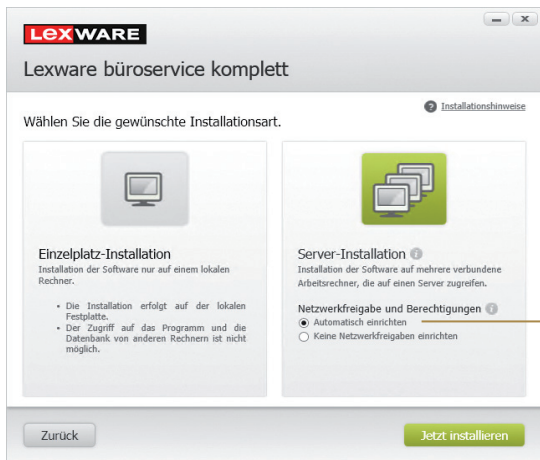 LEXWARE
Lexware büroservice komplett
Installationshinweise
Wählen Sie die gewünschte Installationsart.
Einzelplatz-Installation
Installation der Software nur auf einem lokalen
Rechner.
• Die Installation erfolgt auf der lokalen
Festplatte.
• Der Zugriff auf das Programm und die
Datenbank von anderen Rechnern ist nicht
möglich.
Server-Installation
Installation der Software auf mehrere verbundene
Arbeitsrechner, die auf einen Server zugreifen.
Netzwerkfreigabe und Berechtigungen
Automatisch einrichten
Keine Netzwerkfreigaben einrichten
Zurück
Jetzt installieren